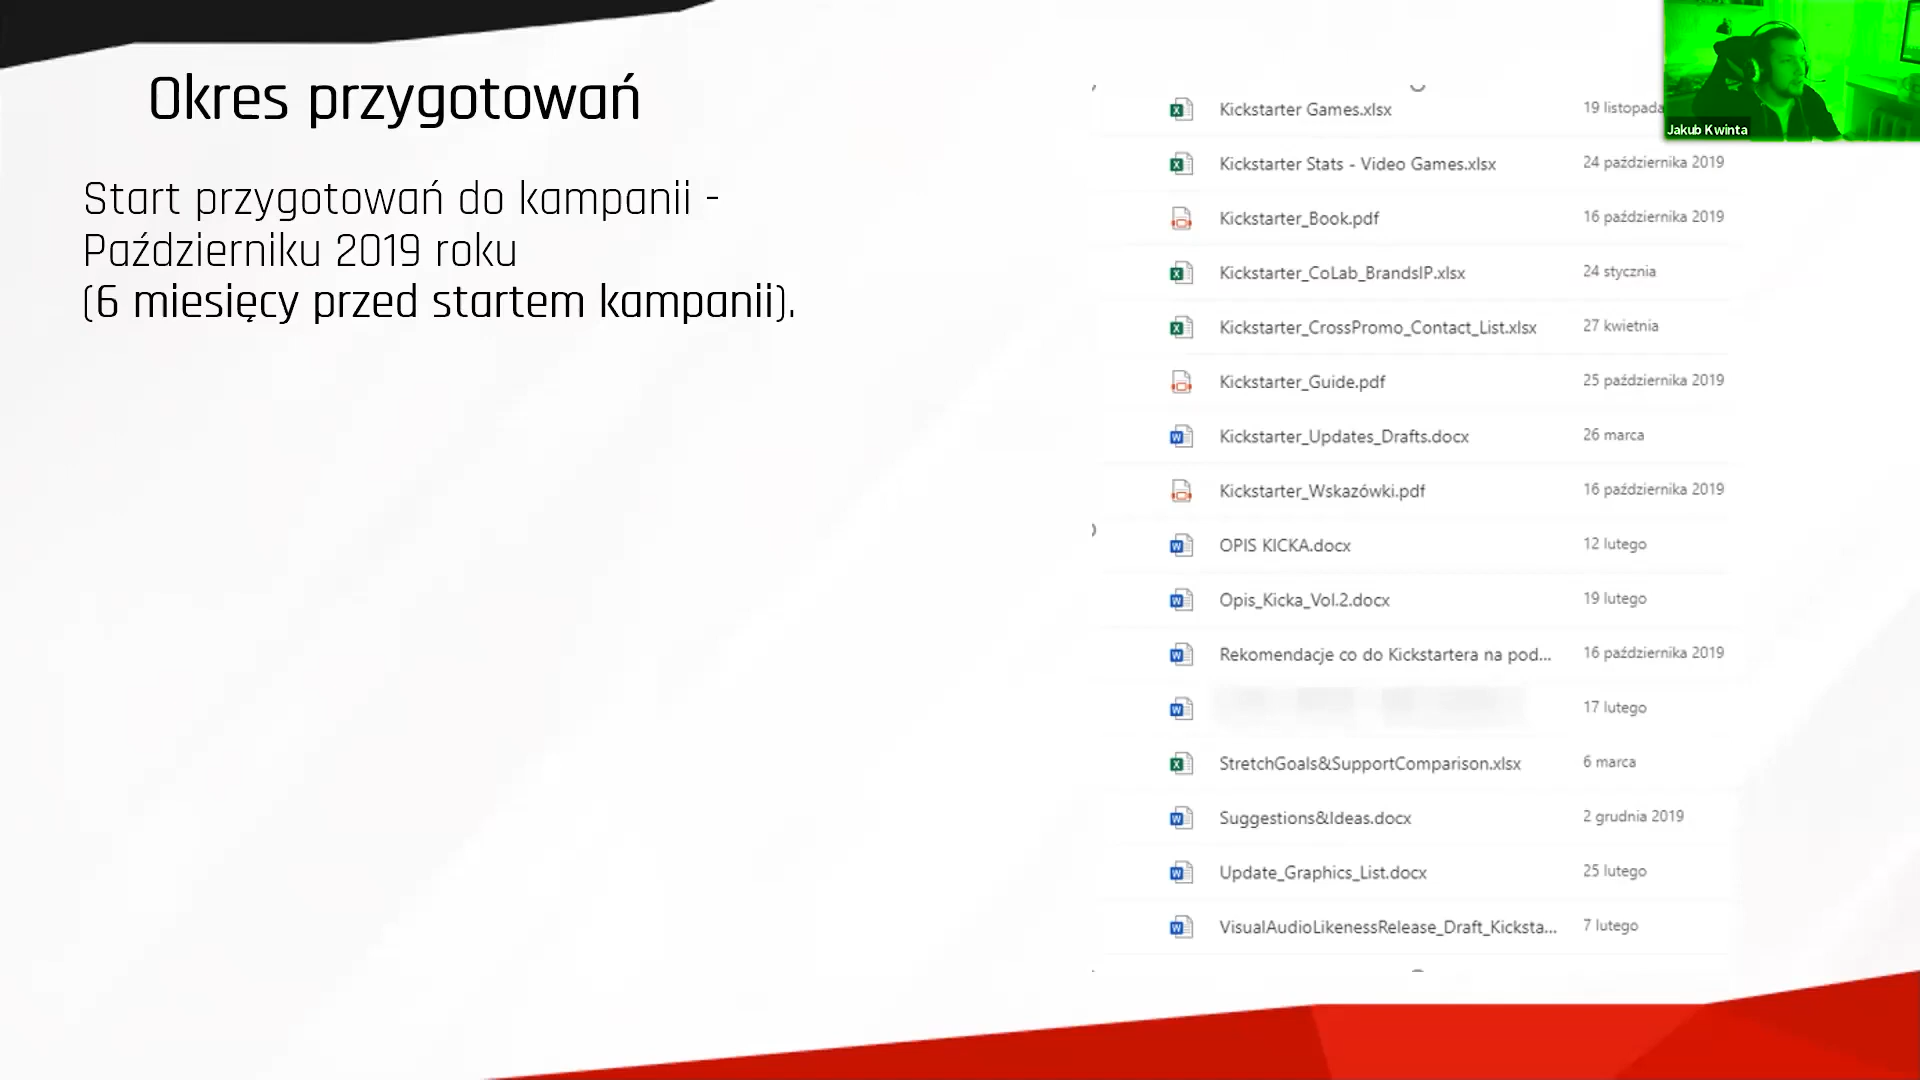 Okres przygotowań
Start przygotowań do kampanii -
Październiku 2019 roku
(6 miesięcy przed startem kampanii).
Kickstarter Games.xlsx 19 listopada
Kickstarter Stats - Video Games.xlsx 24 października 2019
Kickstarter_Book.pdf 16 października 2019
Kickstarter_CoLab_BrandsIP.xlsx 24 stycznia
Kickstarter_CrossPromo_Contact_List.xlsx 27 kwietnia
Kickstarter_Guide.pdf 25 października 2019
Kickstarter_Updates_Drafts.docx 26 marca
Kickstarter_Wskazówki.pdf 16 października 2019
OPIS KICKA.docx 12 lutego
Opis_Kicka_Vol.2.docx 19 lutego
Rekomendacje co do Kickstartera na pod... 16 października 2019
17 lutego
StretchGoals&SupportComparison.xlsx 6 marca
Suggestions&Ideas.docx 2 grudnia 2019
Update_Graphics_List.docx 25 lutego
VisualAudioLikenessRelease_Draft_Kicksta... 7 lutego
Jakub Kwinta